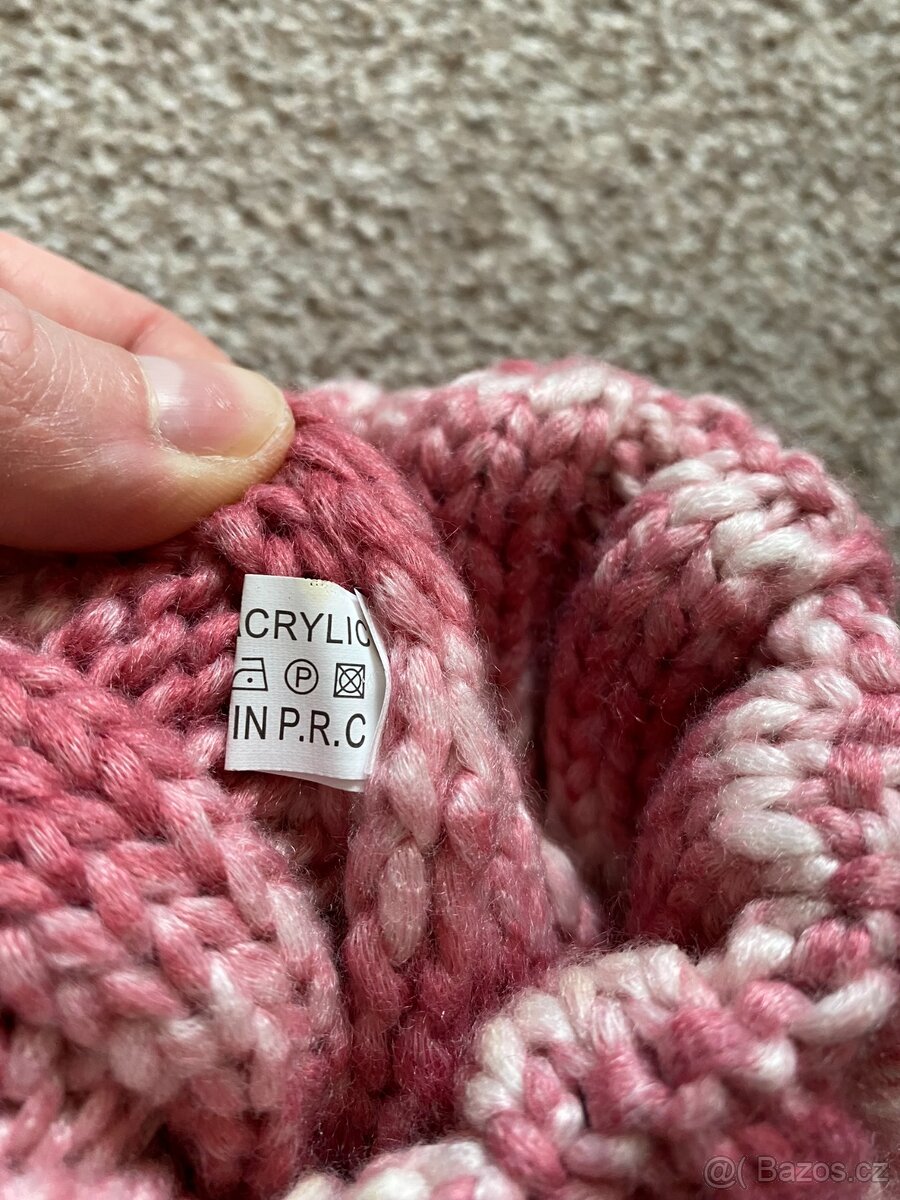 ACRYLIC
P
IN P.R.C
@( Bazos.cz